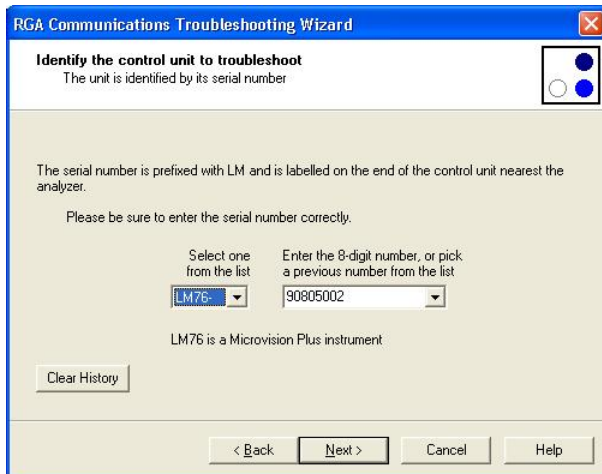 RGA Communications Troubleshooting Wizard
Identify the control unit to troubleshoot
The unit is identified by its serial number
The serial number is prefixed with LM and is labelled on the end of the control unit nearest the
analyzer.
Please be sure to enter the serial number correctly.
Select one
from the list
Enter the 8-digit number, or pick
a previous number from the list
LM76-
90805002
LM76 is a Microvision Plus instrument
Clear History
< Back
Next >
Cancel
Help